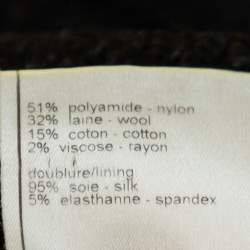 51% polyamide - nylon
32% laine - wool
15% coton - cotton
2% viscose - rayon
doublure/lining
95% soie - silk
5% elasthanne - spandex